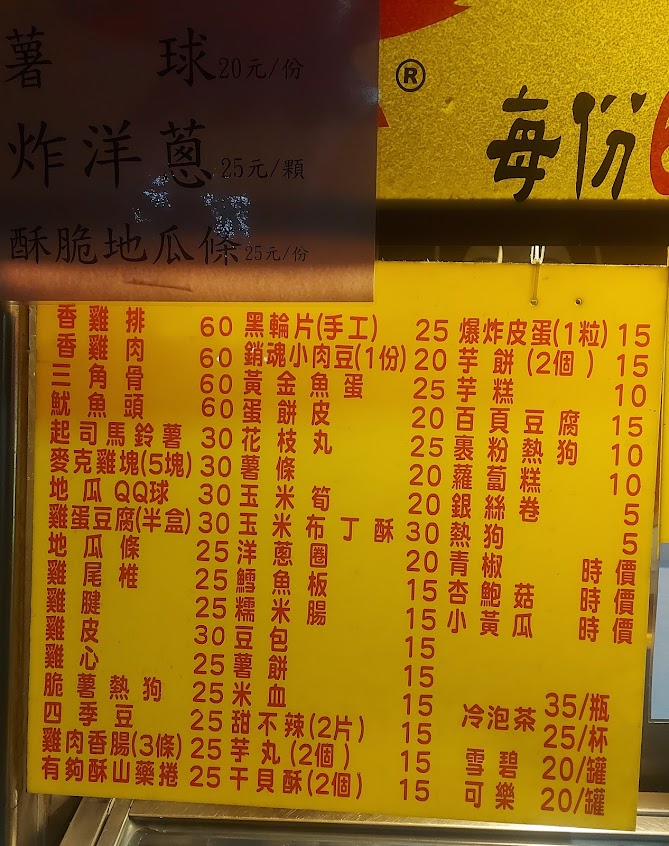 薯球20元/份
炸洋蔥25元/顆
酥脆地瓜條25元/份
®
每份
香雞排 60
香雞肉 60
三角骨 60
魷魚頭 60
起司馬鈴薯 30
麥克雞塊(5塊) 30
地瓜QQ球 30
雞蛋豆腐(半盒) 30
地瓜條 25
雞尾椎 25
雞腱 25
雞皮 30
雞心 25
脆薯熱狗 25
四季豆 25
雞肉香腸(3條) 25
有夠酥山藥捲 25
黑輪片(手工) 25
銷魂小肉豆(1份) 20
黃金魚蛋 25
蛋餅皮 20
花枝丸 25
薯條 20
玉米筍 20
玉米布丁酥 30
洋蔥圈 20
鱈魚板 15
糯米腸 15
豆包 15
薯餅 15
米血 15
甜不辣(2片) 15
芋丸(2個) 15
干貝酥(2個) 15
爆炸皮蛋(1粒) 15
芋餅(2個) 15
芋糕 10
百頁豆腐 15
裹粉熱狗 10
蘿蔔糕 10
銀絲卷 5
熱狗 5
青椒 時價
杏鮑菇 時價
小黃瓜 時價
冷泡茶 35/瓶
25/杯
雪碧 20/罐
可樂 20/罐